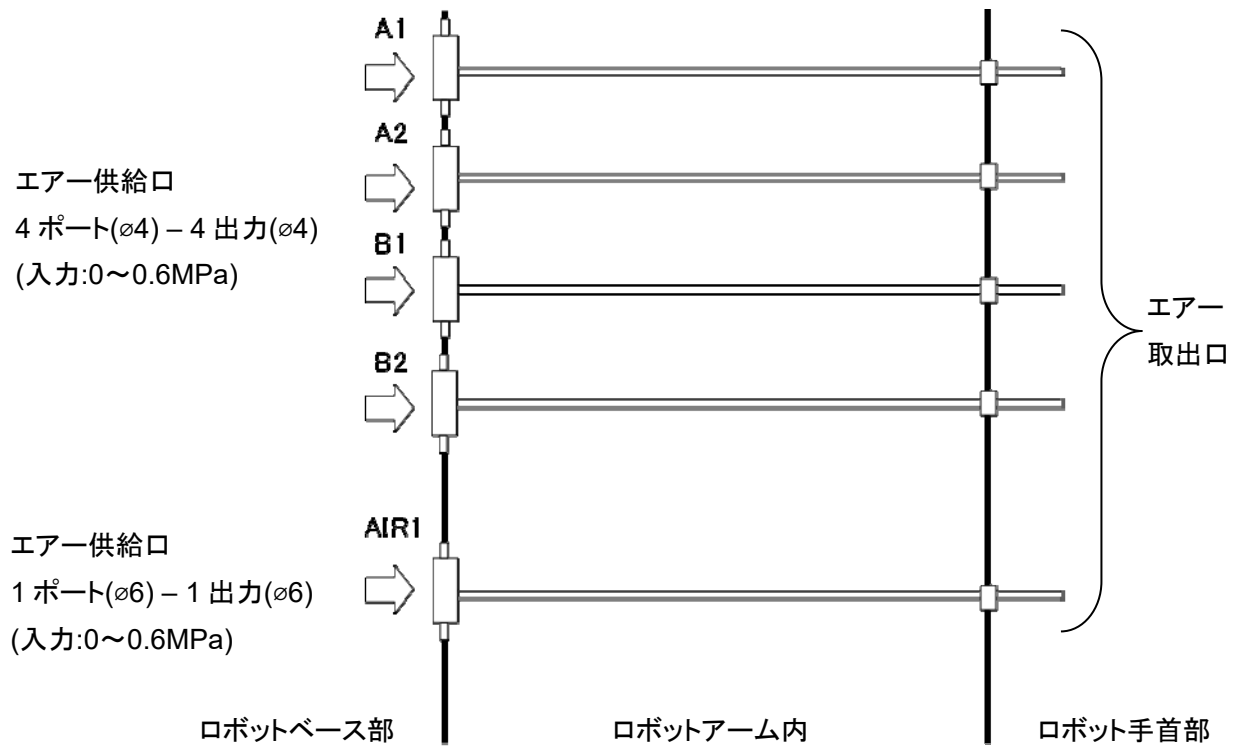 A1
A2
エアー供給口
4 ポート(⌀4) – 4 出力(⌀4)
(入力:0～0.6MPa)
B1
B2
エアー
取出口
AIR1
エアー供給口
1 ポート(⌀6) – 1 出力(⌀6)
(入力:0～0.6MPa)
ロボットベース部
ロボットアーム内
ロボット手首部